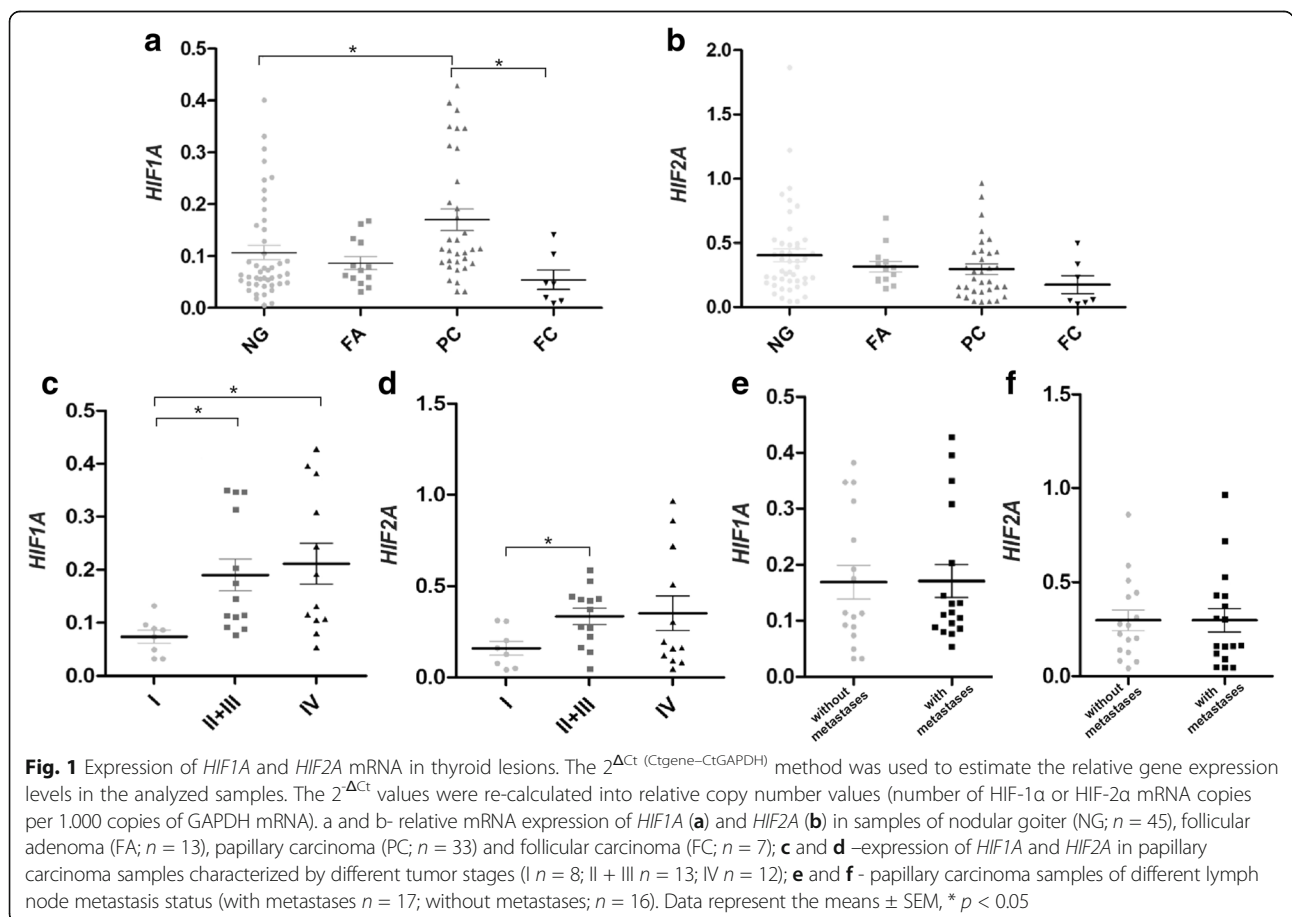 a
0.5
0.4
0.3
0.2
0.1
0.0
HIF1A
*
*
NG
FA
PC
FC
b
2.0
1.5
1.0
0.5
0.0
HIF2A
NG
FA
PC
FC
c
0.5
0.4
0.3
0.2
0.1
0.0
HIF1A
*
*
I
II+III
IV
d
1.5
1.0
0.5
0.0
HIF2A
*
I
II+III
IV
e
0.5
0.4
0.3
0.2
0.1
0.0
HIF1A
without
metastases
with
metastases
f
1.5
1.0
0.5
0.0
HIF2A
without
metastases
with
metastases
Fig. 1 Expression of HIF1A and HIF2A mRNA in thyroid lesions. The 2^ΔCt (Ctgene–CtGAPDH) method was used to estimate the relative gene expression
levels in the analyzed samples. The 2^-ΔCt values were re-calculated into relative copy number values (number of HIF-1α or HIF-2α mRNA copies
per 1.000 copies of GAPDH mRNA). a and b- relative mRNA expression of HIF1A (a) and HIF2A (b) in samples of nodular goiter (NG; n = 45), follicular
adenoma (FA; n = 13), papillary carcinoma (PC; n = 33) and follicular carcinoma (FC; n = 7); c and d –expression of HIF1A and HIF2A in papillary
carcinoma samples characterized by different tumor stages (I n = 8; II + III n = 13; IV n = 12); e and f - papillary carcinoma samples of different lymph
node metastasis status (with metastases n = 17; without metastases; n = 16). Data represent the means ± SEM, * p < 0.05